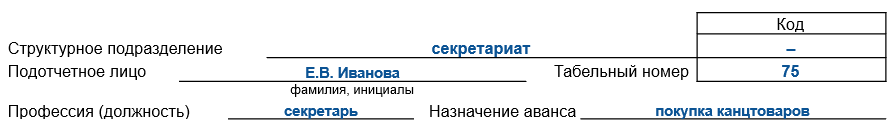 Код
Структурное подразделение секретариат –
Подотчетное лицо Е.В. Иванова Табельный номер 75
фамилия, инициалы
Профессия (должность) секретарь Назначение аванса покупка канцтоваров